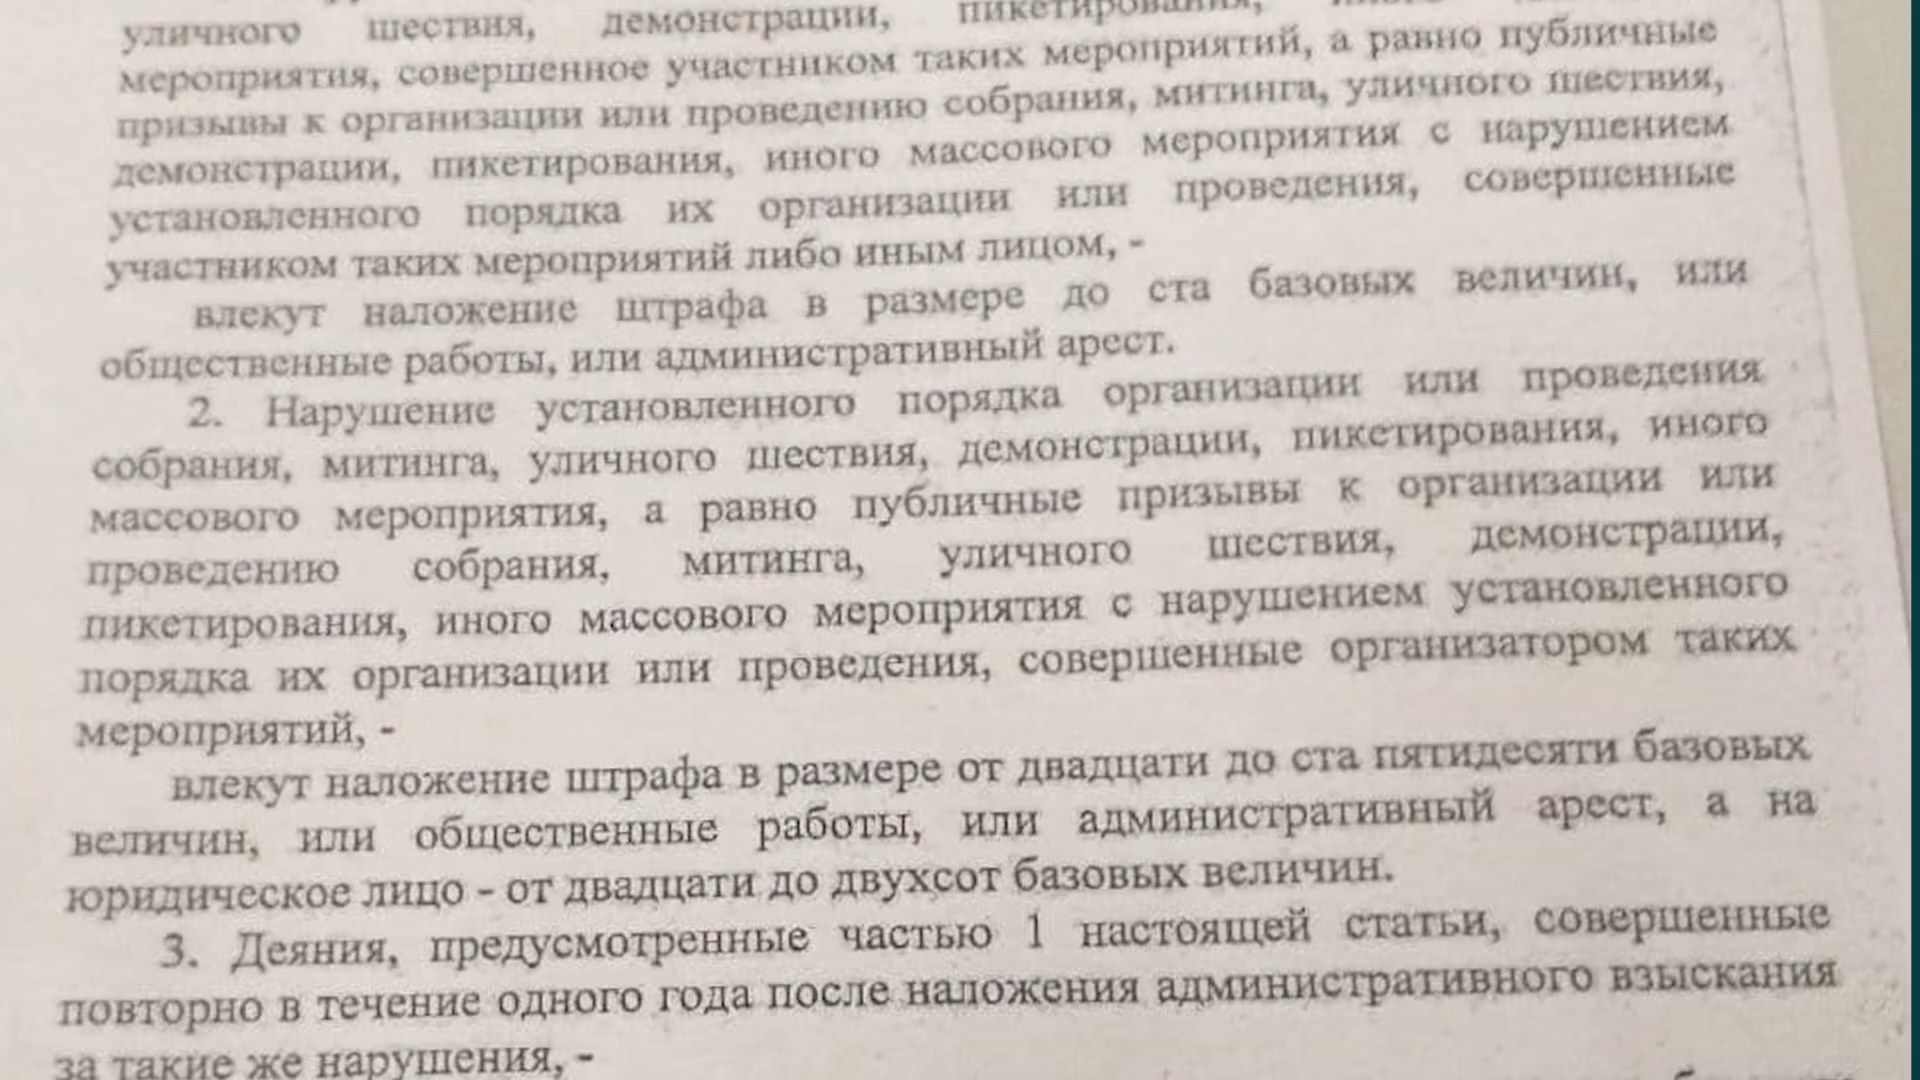 уличного шествия, демонстрации, пикетирования,
мероприятия, совершенное участником таких мероприятий, а равно публичные
призывы к организации или проведению собрания, митинга, уличного шествия,
демонстрации, пикетирования, иного массового мероприятия с нарушением
установленного порядка их организации или проведения, совершенные
участником таких мероприятий либо иным лицом, -
влекут наложение штрафа в размере до ста базовых величин, или
общественные работы, или административный арест.
2. Нарушение установленного порядка организации или проведения
собрания, митинга, уличного шествия, демонстрации, пикетирования, иного
массового мероприятия, а равно публичные призывы к организации или
проведению собрания, митинга, уличного шествия, демонстрации,
пикетирования, иного массового мероприятия с нарушением установленного
порядка их организации или проведения, совершенные организатором таких
мероприятий, -
влекут наложение штрафа в размере от двадцати до ста пятидесяти базовых
величин, или общественные работы, или административный арест, а на
юридическое лицо - от двадцати до двухсот базовых величин.
3. Деяния, предусмотренные частью 1 настоящей статьи, совершенные
повторно в течение одного года после наложения административного взыскания
за такие же нарушения, -